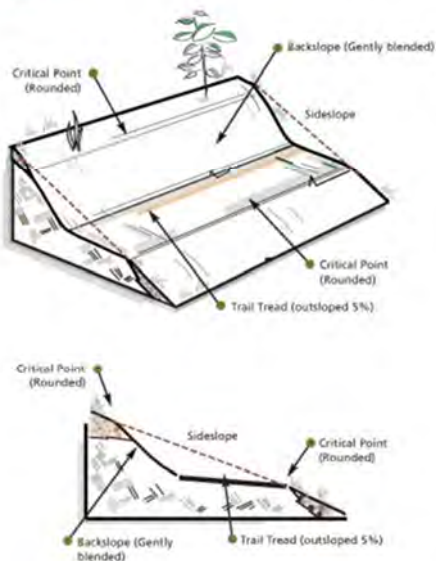 Backslope (Gently blended)
Critical Point
(Rounded)
Sideslope
Critical Point
(Rounded)
Trail Tread (outsloped 5%)
Critical Point
(Rounded)
Sideslope
Critical Point
(Rounded)
Backslope (Gently
blended)
Trail Tread (outsloped 5%)